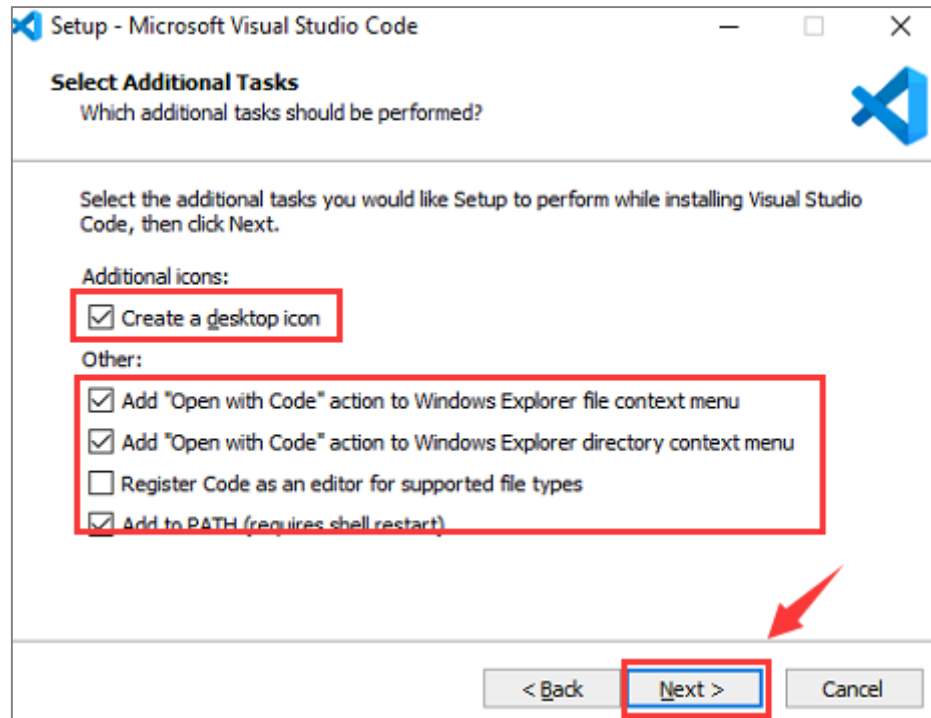 Setup - Microsoft Visual Studio Code
Select Additional Tasks
Which additional tasks should be performed?
Select the additional tasks you would like Setup to perform while installing Visual Studio
Code, then click Next.
Additional icons:
Create a desktop icon
Other:
Add "Open with Code" action to Windows Explorer file context menu
Add "Open with Code" action to Windows Explorer directory context menu
Register Code as an editor for supported file types
Add to PATH (requires shell restart)
< Back
Next >
Cancel